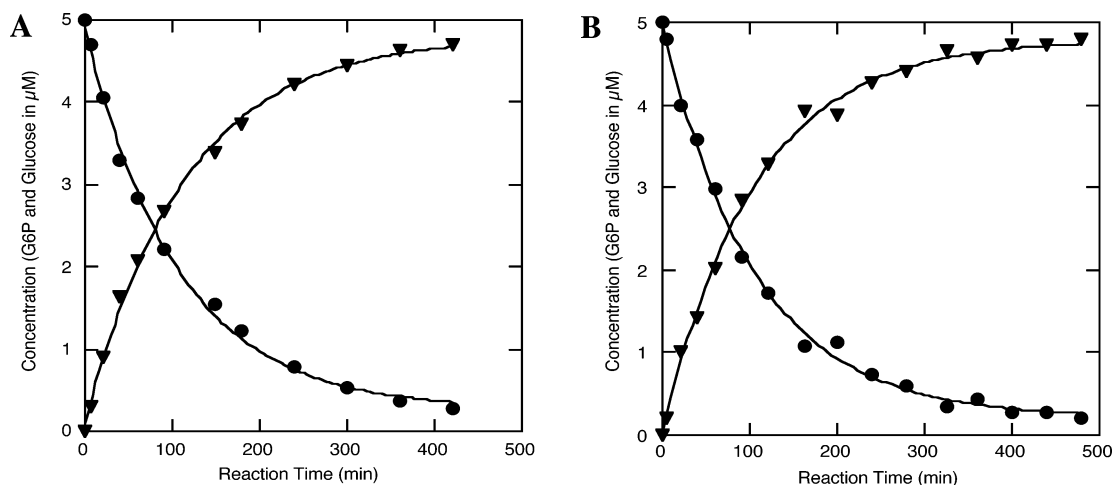 A
5
4
3
2
1
0
Concentration (G6P and Glucose in µM)
0 100 200 300 400 500
Reaction Time (min)
B
5
4
3
2
1
0
Concentration (G6P and Glucose in µM)
0 100 200 300 400 500
Reaction Time (min)